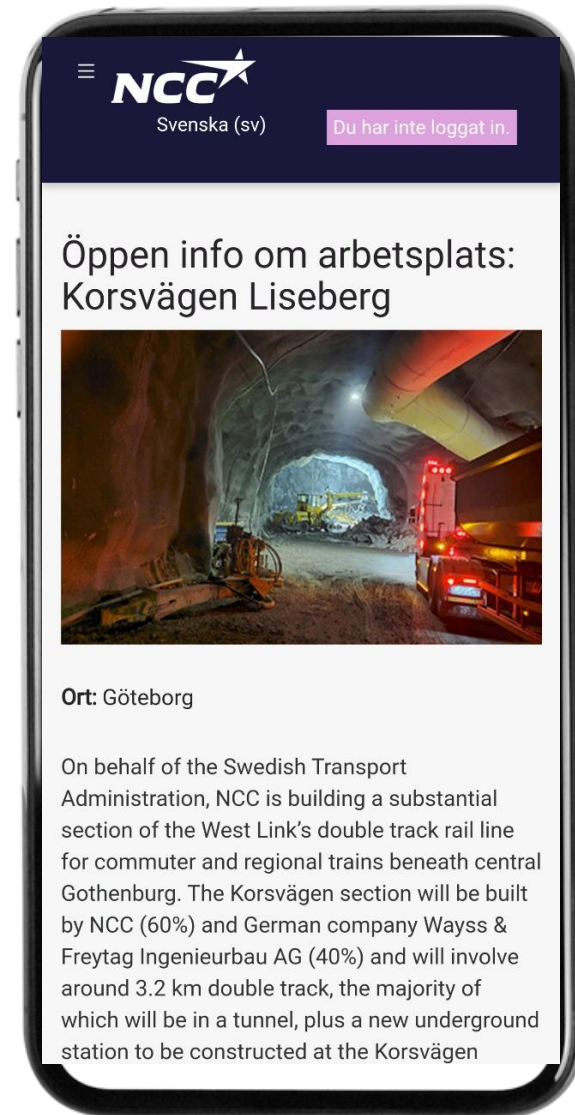 NCC
Svenska (sv)
Du har inte loggat in.
Öppen info om arbetsplats:
Korsvägen Liseberg
Ort: Göteborg
On behalf of the Swedish Transport
Administration, NCC is building a substantial
section of the West Link's double track rail line
for commuter and regional trains beneath central
Gothenburg. The Korsvägen section will be built
by NCC (60%) and German company Wayss &
Freytag Ingenieurbau AG (40%) and will involve
around 3.2 km double track, the majority of
which will be in a tunnel, plus a new underground
station to be constructed at the Korsvägen